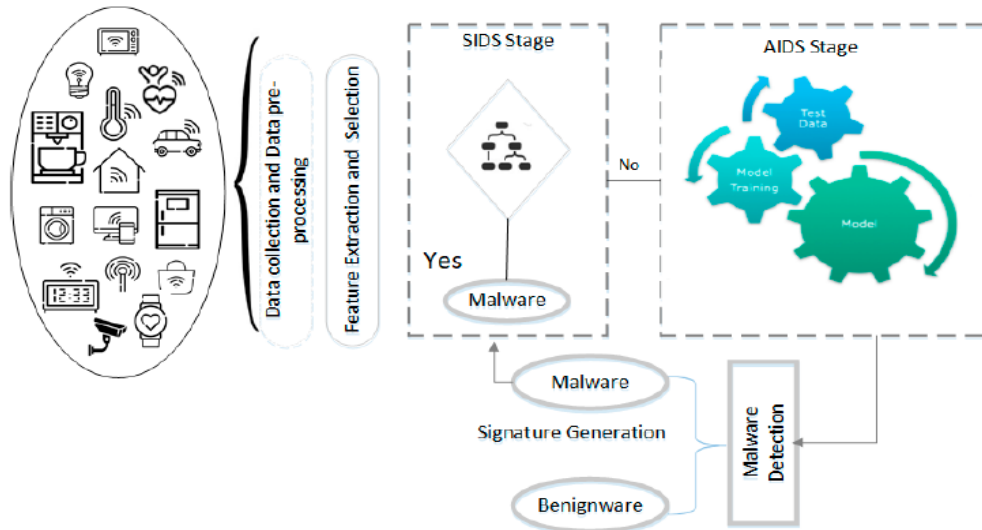 SIDS Stage
AIDS Stage
Data collection and Data pre-
processing
Feature Extraction and Selection
Test
Data
Model
Training
Model
No
Yes
Malware
12:33
Malware
Signature Generation
Benignware
Malware
Detection